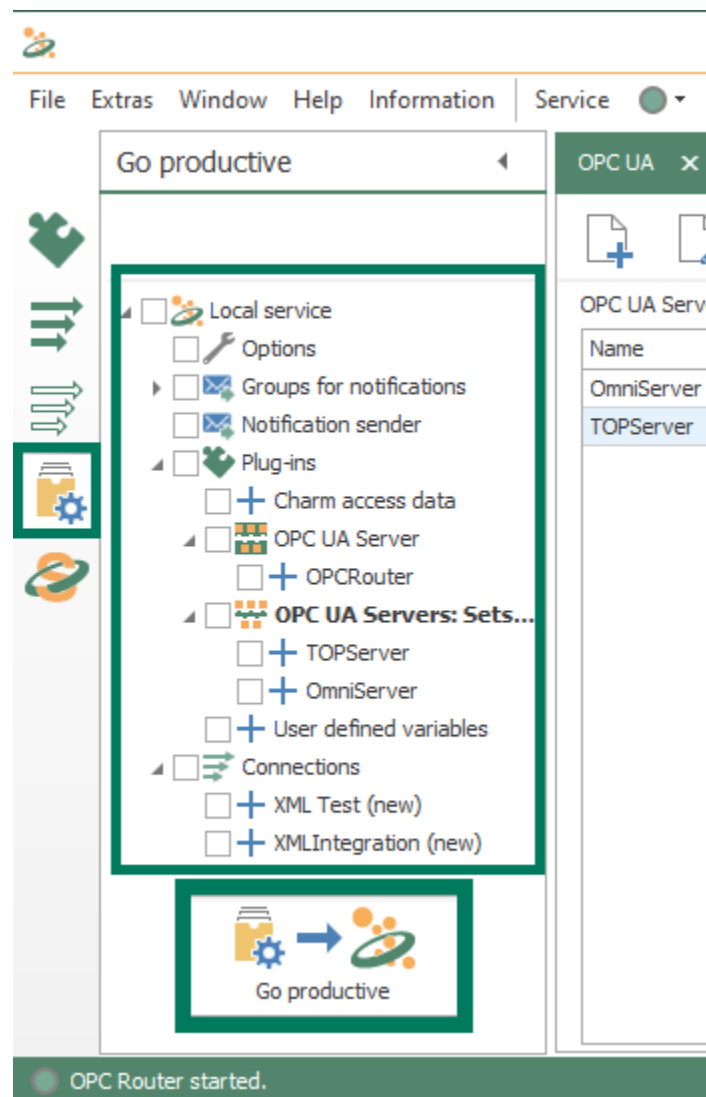 File Extras Window Help Information Service
Go productive
OPC UA
Local service
Options
Groups for notifications
Notification sender
Plug-ins
Charm access data
OPC UA Server
OPCRouter
OPC UA Servers: Sets...
TOPServer
OmniServer
User defined variables
Connections
XML Test (new)
XMLIntegration (new)
Go productive
OPC UA Serv
Name
OmniServer
TOPServer
OPC Router started.